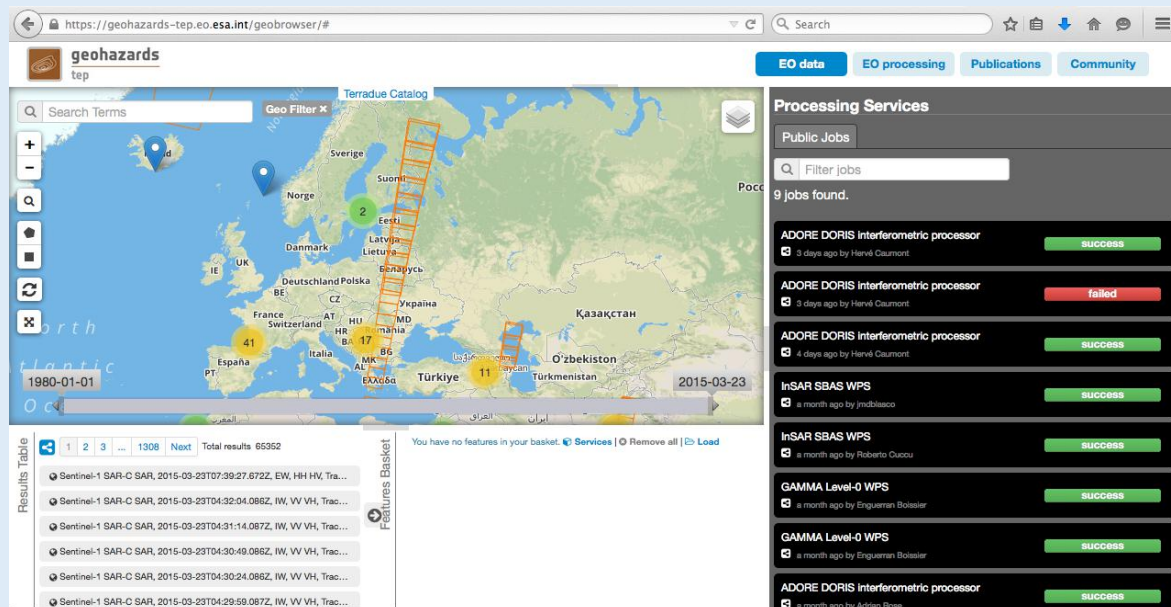 https://geohazards-tep.eo.esa.int/geobrowser/#
Search
geohazards
tep
EO data
EO processing
Publications
Community
Terradue Catalog
Search Terms
Geo Filter ×
+
−
Sverige
Suomi
Norge
2
Eesti
Latvija
Lietuva
Danmark
UK
IE
Беларусь
Deutschland
Polska
BE
CZ
Україна
France
AT
HU
MD
Switzerland
HR
România
Қазақстан
41
BA
17
Italia
BG
MK
AL
España
PT
Ελλάδα
Türkiye
11
O'zbekiston
Türkmenistan
العراق
ایران
1980-01-01
2015-03-23
Results Table
1 2 3 ... 1308 Next Total results 65352
Sentinel-1 SAR-C SAR, 2015-03-23T07:39:27.672Z, EW, HH HV, Tra...
Sentinel-1 SAR-C SAR, 2015-03-23T04:32:04.086Z, IW, VV VH, Trac...
Sentinel-1 SAR-C SAR, 2015-03-23T04:31:14.087Z, IW, VV VH, Trac...
Sentinel-1 SAR-C SAR, 2015-03-23T04:30:49.086Z, IW, VV VH, Trac...
Sentinel-1 SAR-C SAR, 2015-03-23T04:30:24.086Z, IW, VV VH, Trac...
Sentinel-1 SAR-C SAR, 2015-03-23T04:29:59.087Z, IW, VV VH, Trac...
Features Basket
You have no features in your basket. Services | Remove all | Load
Processing Services
Public Jobs
Filter jobs
9 jobs found.
ADORE DORIS interferometric processor
3 days ago by Hervé Caumont
success
ADORE DORIS interferometric processor
3 days ago by Hervé Caumont
failed
ADORE DORIS interferometric processor
4 days ago by Hervé Caumont
success
InSAR SBAS WPS
a month ago by jmdblasco
success
InSAR SBAS WPS
a month ago by Roberto Cuccu
success
GAMMA Level-0 WPS
a month ago by Enguerran Boissier
success
GAMMA Level-0 WPS
a month ago by Enguerran Boissier
success
ADORE DORIS interferometric processor
a month ago by Adrian Bose
success